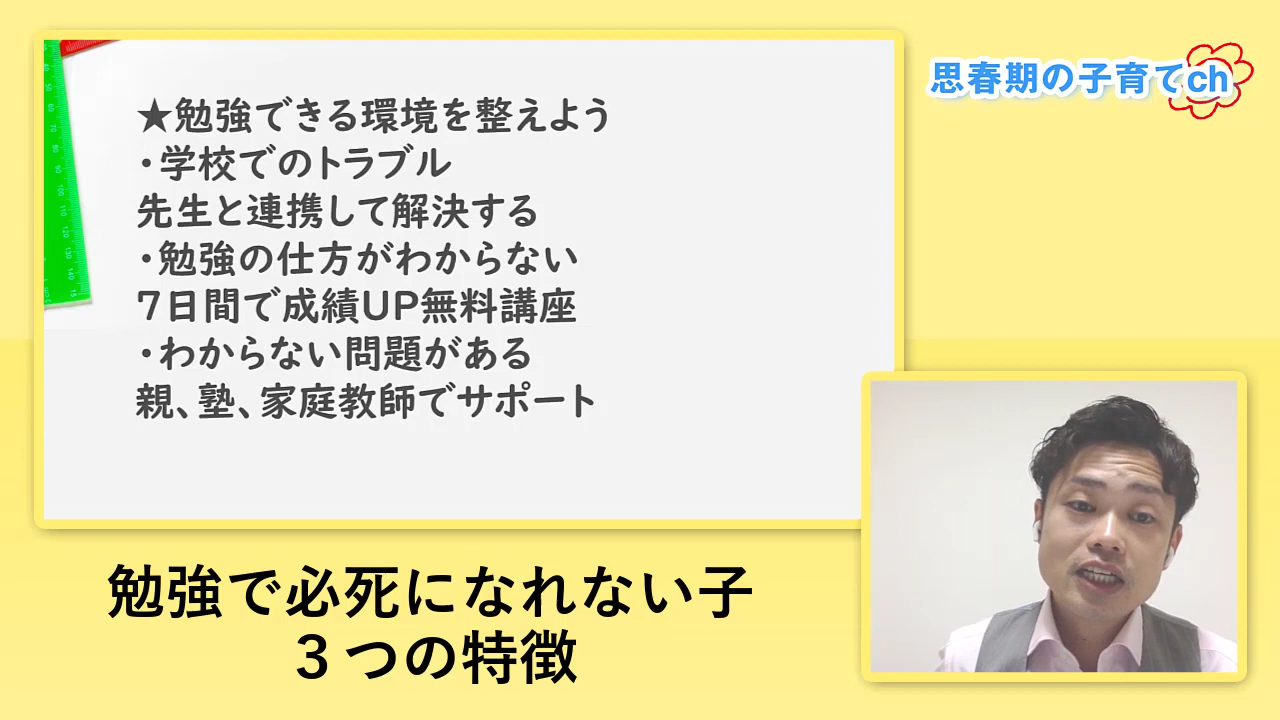 ★勉強できる環境を整えよう
・学校でのトラブル
先生と連携して解決する
・勉強の仕方がわからない
7日間で成績UP無料講座
・わからない問題がある
親、塾、家庭教師でサポート
思春期の子育てch
勉強で必死になれない子
３つの特徴